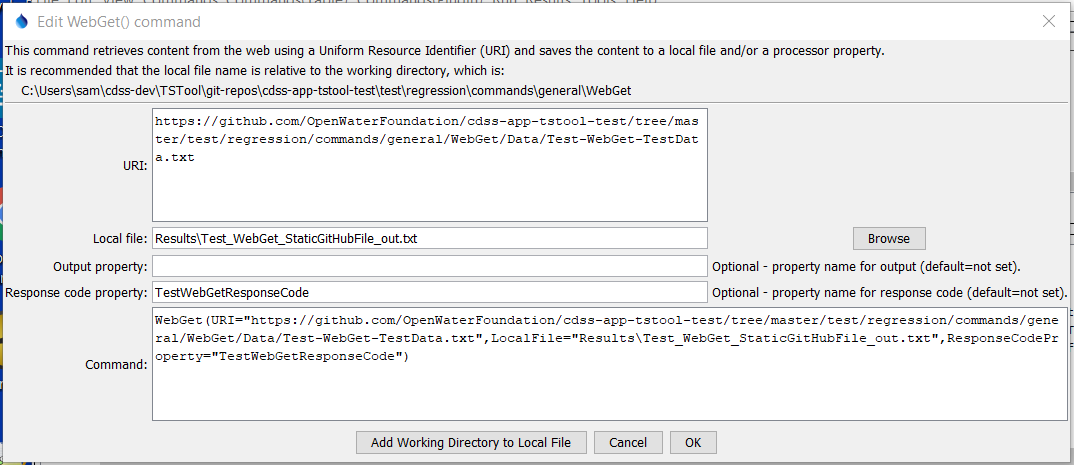 Edit WebGet() command
This command retrieves content from the web using a Uniform Resource Identifier (URI) and saves the content to a local file and/or a processor property.
It is recommended that the local file name is relative to the working directory, which is:
C:\Users\sam\cdss-dev\TSTool\git-repos\cdss-app-tstool-test\test\regression\commands\general\WebGet
URI:
https://github.com/OpenWaterFoundation/cdss-app-tstool-test/tree/mas
ter/test/regression/commands/general/WebGet/Data/Test-WebGet-TestDat
a.txt
Local file: Results\Test_WebGet_StaticGitHubFile_out.txt Browse
Output property: Optional - property name for output (default=not set).
Response code property: TestWebGetResponseCode Optional - property name for response code (default=not set).
Command:
WebGet(URI="https://github.com/OpenWaterFoundation/cdss-app-tstool-test/tree/master/test/regression/commands/gene
ral/WebGet/Data/Test-WebGet-TestData.txt",LocalFile="Results\Test_WebGet_StaticGitHubFile_out.txt",ResponseCodePr
operty="TestWebGetResponseCode")
Add Working Directory to Local File Cancel OK